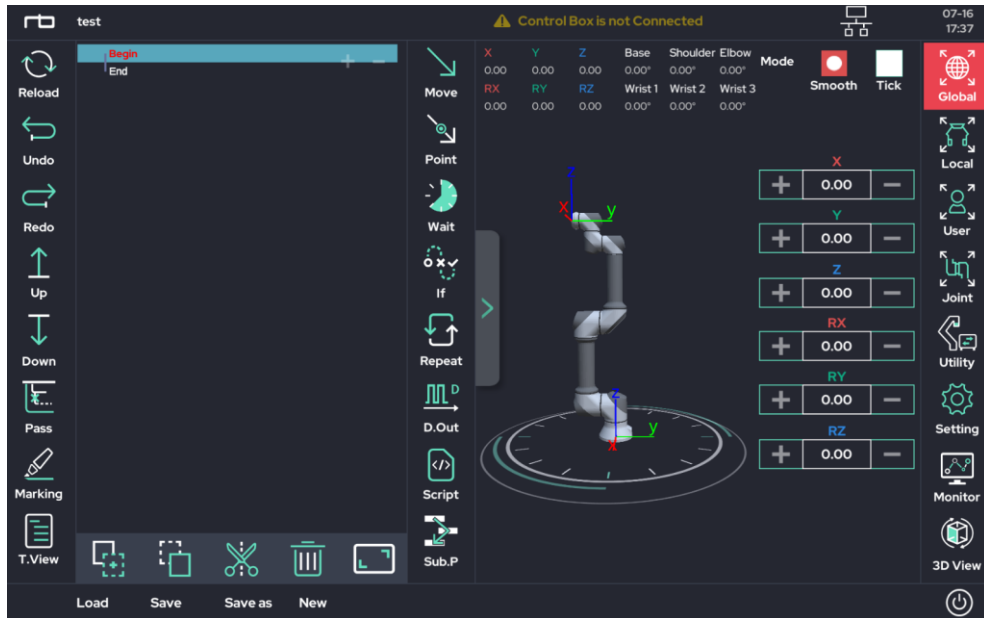 rb test
Control Box is not Connected
07-16
17:37
Reload
Undo
Redo
Up
Down
Pass
Marking
T.View
Begin
End
Move
Point
Wait
If
Repeat
D
D.Out
Script
Sub.P
X Y Z Base Shoulder Elbow
0.00 0.00 0.00 0.00° 0.00° 0.00°
RX RY RZ Wrist 1 Wrist 2 Wrist 3
0.00 0.00 0.00 0.00° 0.00° 0.00°
Mode
Smooth Tick
z
x y
z
y
x
X
+ 0.00 −
Y
+ 0.00 −
Z
+ 0.00 −
RX
+ 0.00 −
RY
+ 0.00 −
RZ
+ 0.00 −
Global
Local
User
Joint
Utility
Setting
Monitor
3D View
Load Save Save as New